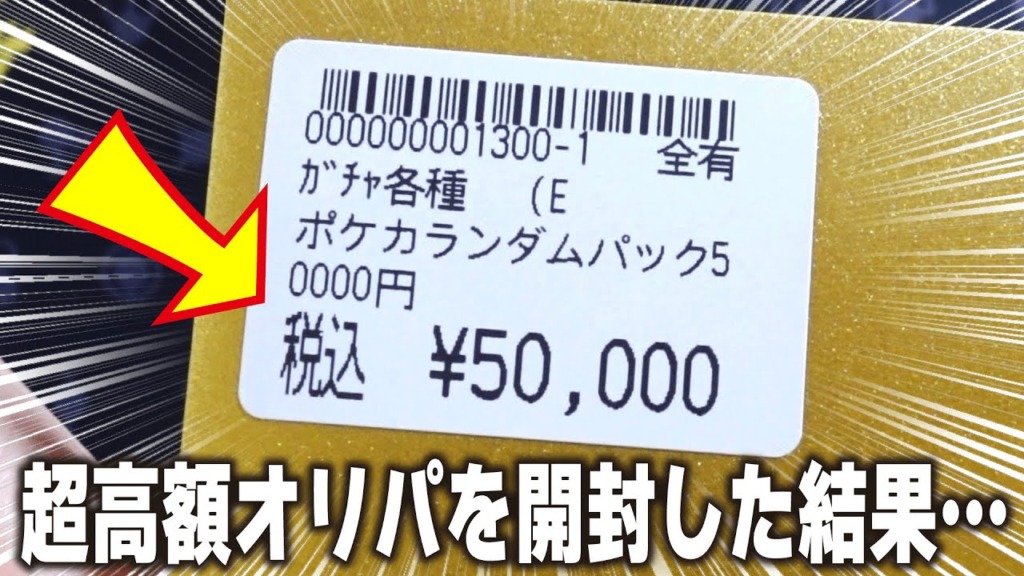 000000001300-1 全有
ガチャ各種 (E
ポケカランダムパック5
0000円
税込 ¥50,000
超高額オリパを開封した結果…